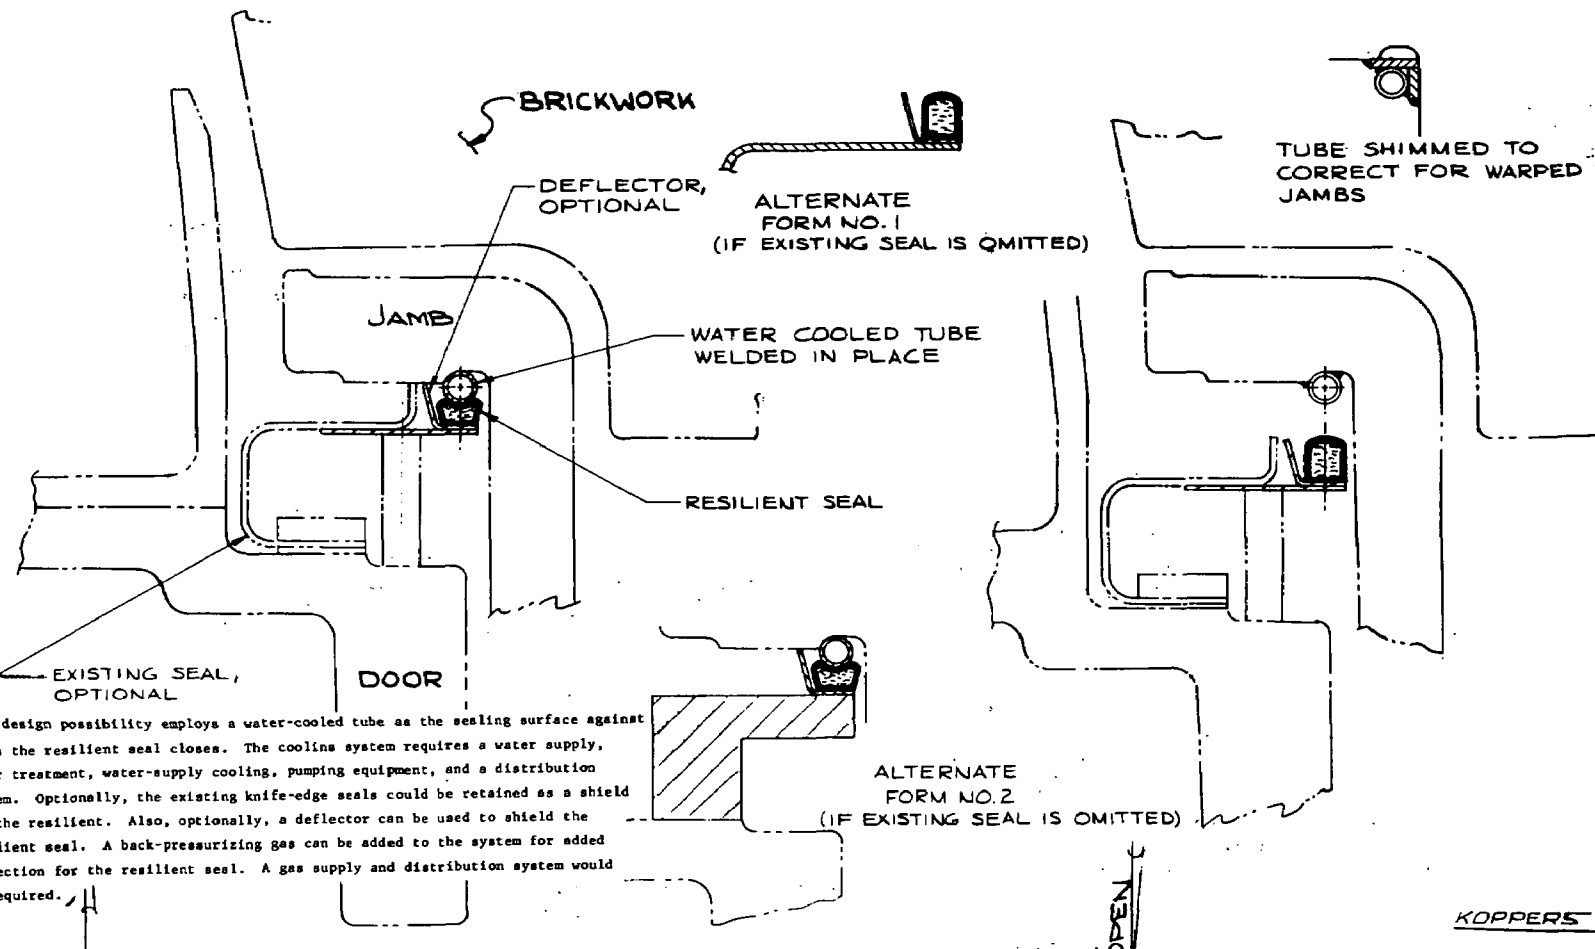 BRICKWORK
DEFLECTOR,
OPTIONAL
ALTERNATE
FORM NO. 1
(IF EXISTING SEAL IS OMITTED)
TUBE SHIMMED TO
CORRECT FOR WARPED
JAMBS
JAMB
WATER COOLED TUBE
WELDED IN PLACE
RESILIENT SEAL
EXISTING SEAL,
OPTIONAL
DOOR
design possibility employs a water-cooled tube as the sealing surface against
the resilient seal closes. The cooling system requires a water supply,
treatment, water-supply cooling, pumping equipment, and a distribution
em. Optionally, the existing knife-edge seals could be retained as a shield
the resilient. Also, optionally, a deflector can be used to shield the
lient seal. A back-pressurizing gas can be added to the system for added
ection for the resilient seal. A gas supply and distribution system would
equired.
ALTERNATE
FORM NO. 2
(IF EXISTING SEAL IS OMITTED)
OPEN
KOPPERS